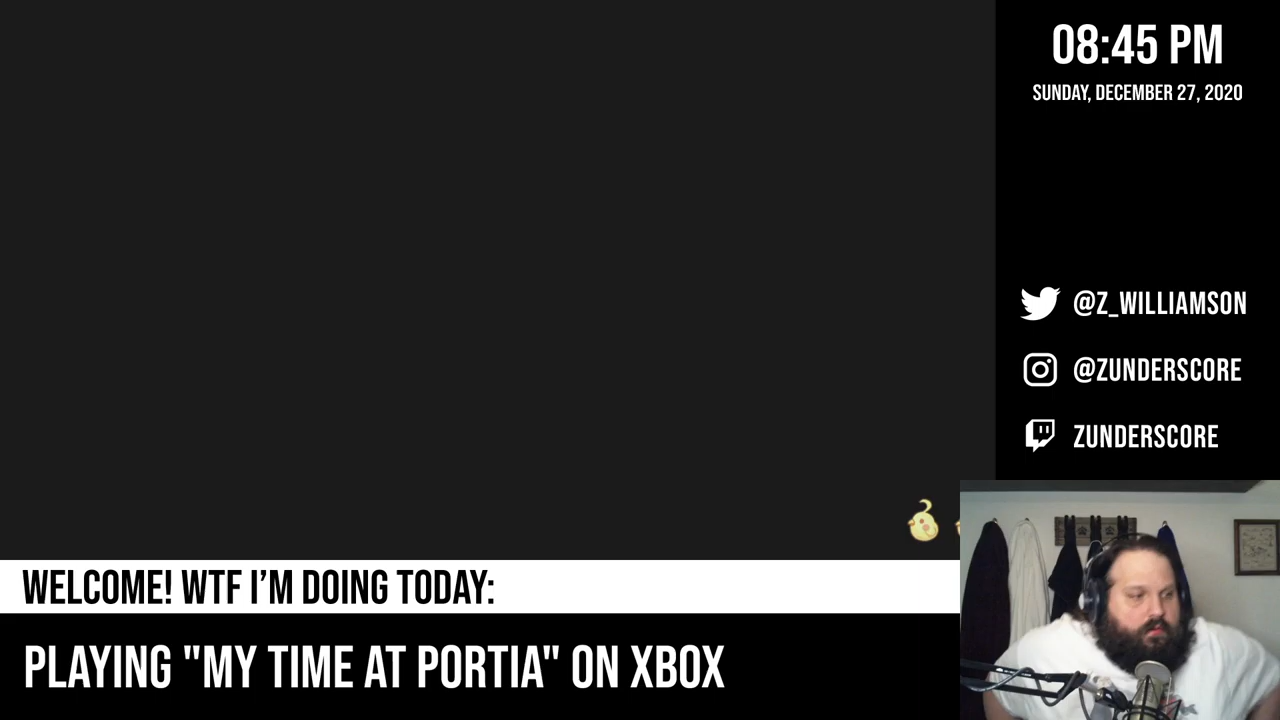 08:45 PM
SUNDAY, DECEMBER 27, 2020
@Z_WILLIAMSON
@ZUNDERSCORE
ZUNDERSCORE
WELCOME! WTF I'M DOING TODAY:
PLAYING "MY TIME AT PORTIA" ON XBOX